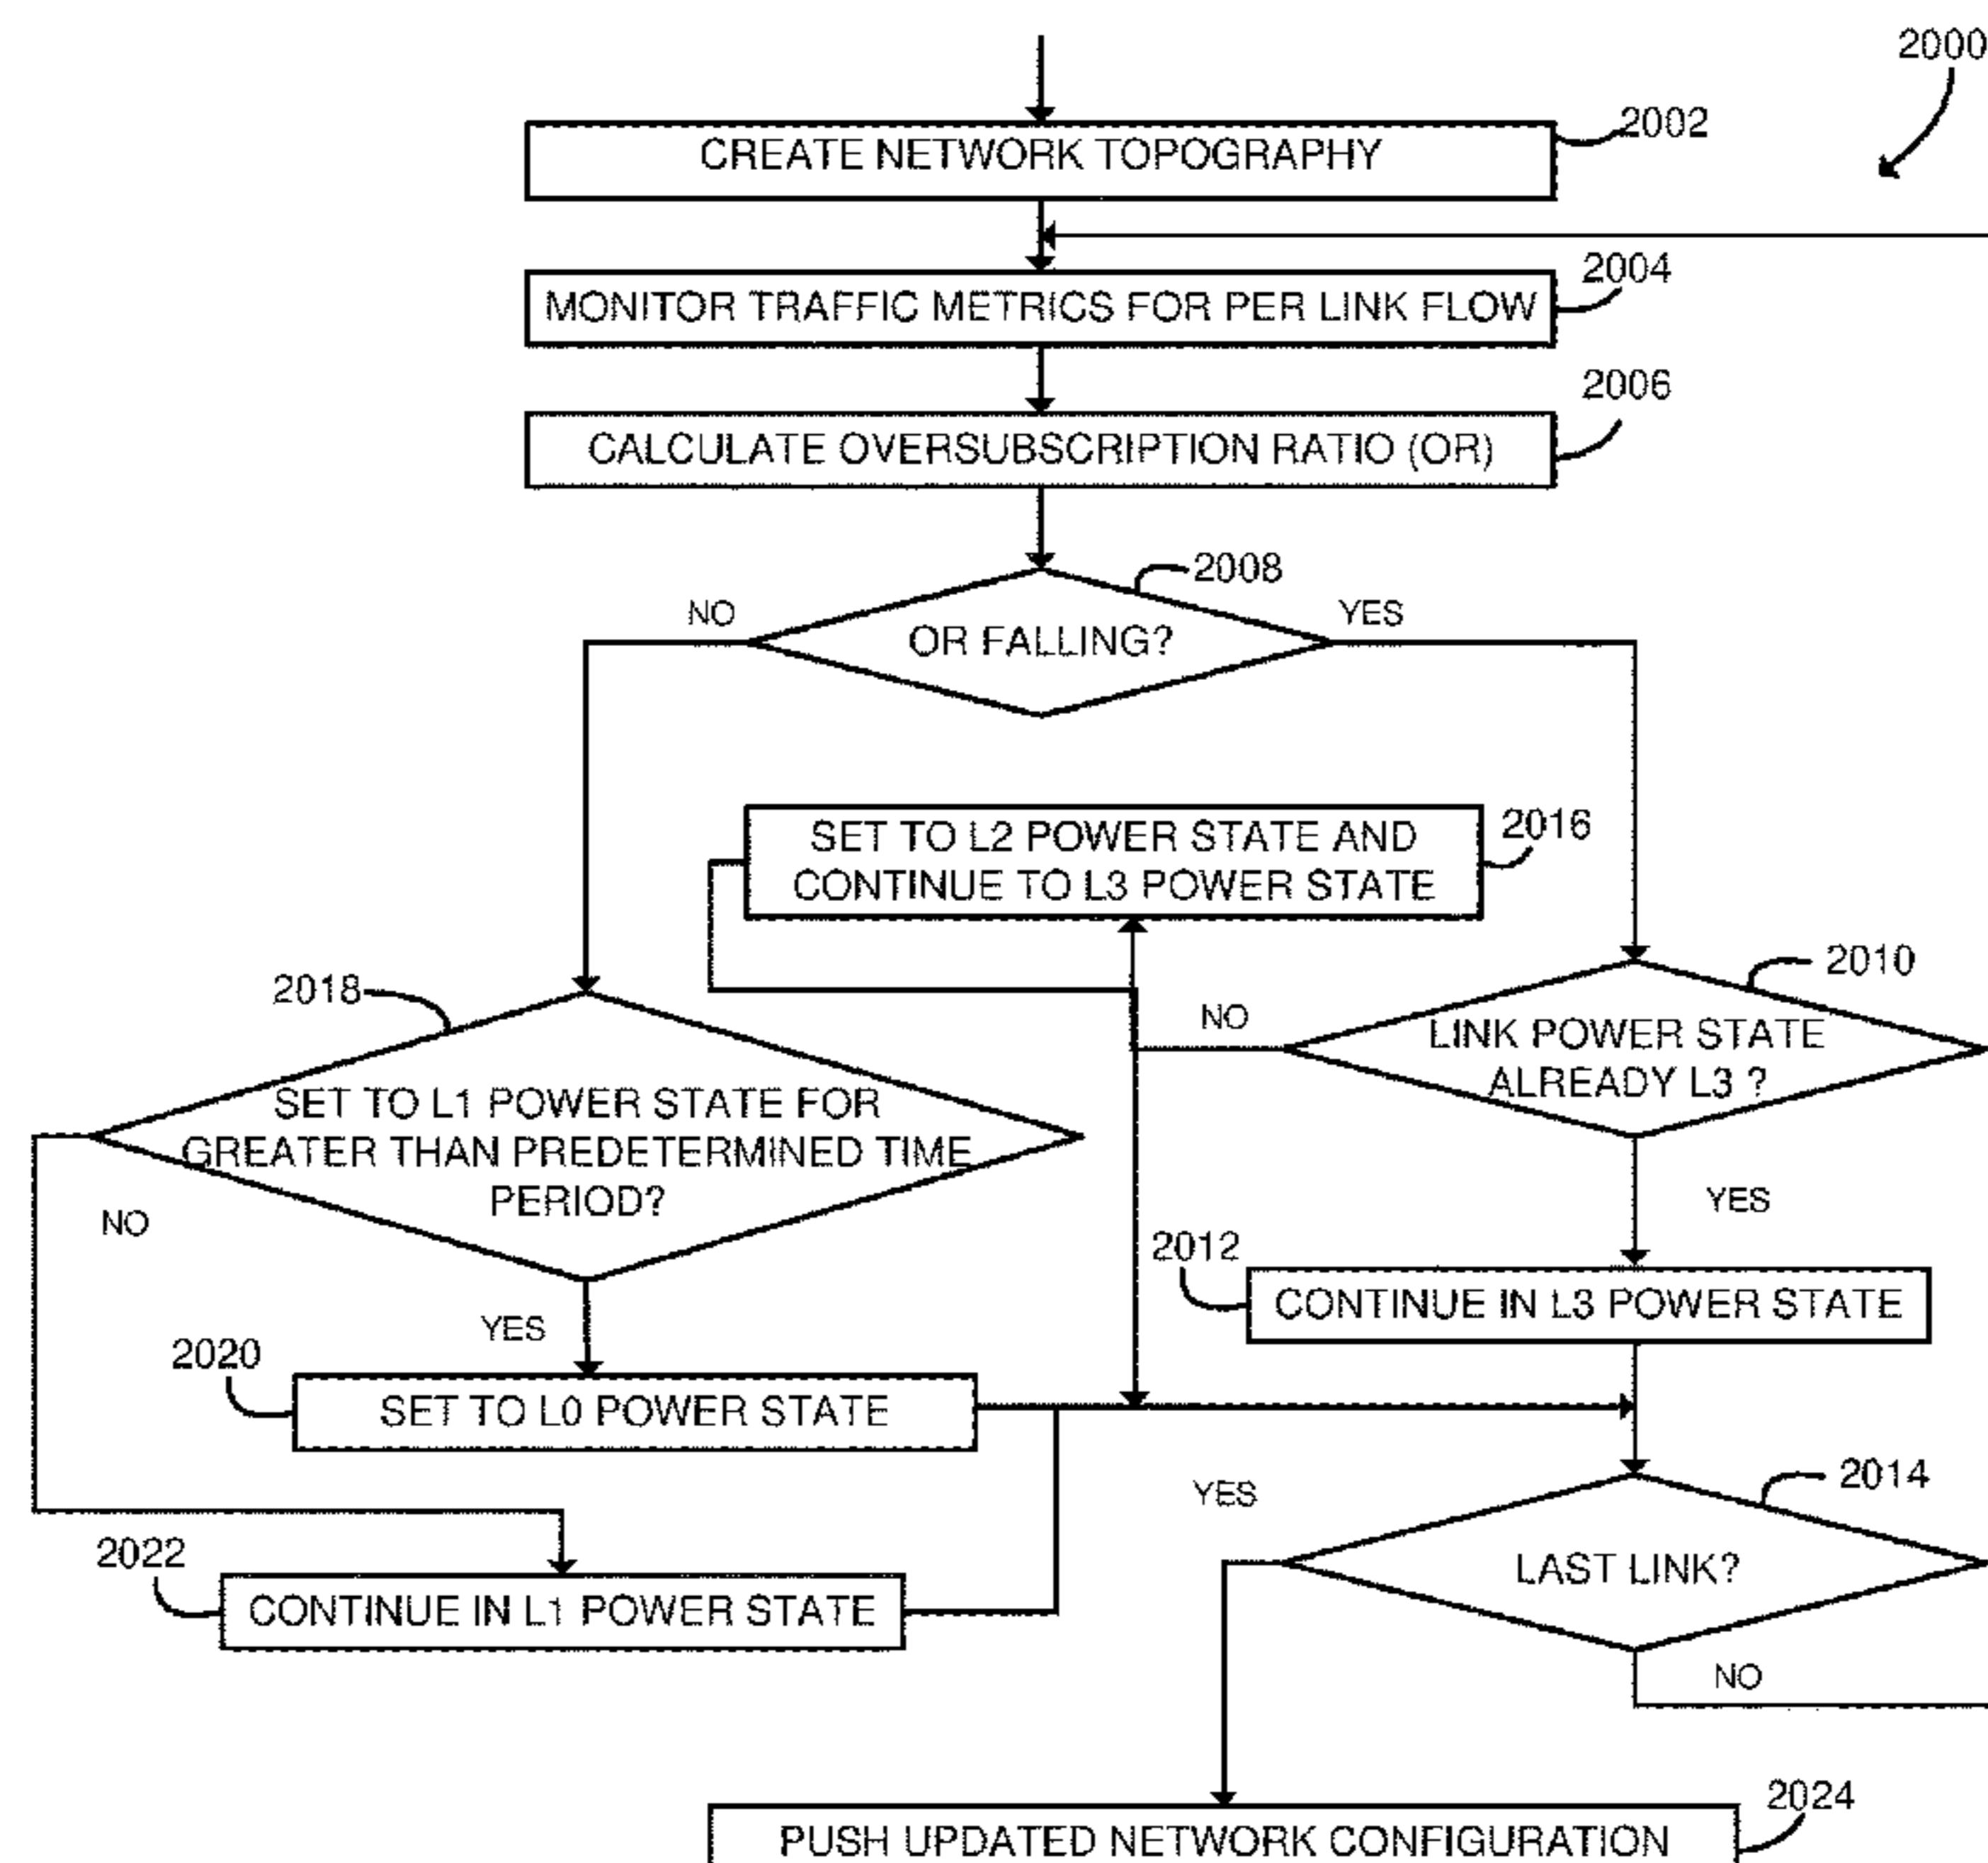 2000
2002
CREATE NETWORK TOPOGRAPHY
2004
MONITOR TRAFFIC METRICS FOR PER LINK FLOW
2006
CALCULATE OVERSUBSCRIPTION RATIO (OR)
2008
NO
YES
OR FALLING?
2016
SET TO L2 POWER STATE AND
CONTINUE TO L3 POWER STATE
2010
2018
NO
LINK POWER STATE
ALREADY L3 ?
SET TO L1 POWER STATE FOR
GREATER THAN PREDETERMINED TIME
PERIOD?
NO
YES
2012
CONTINUE IN L3 POWER STATE
YES
2020
SET TO L0 POWER STATE
2014
YES
2022
LAST LINK?
CONTINUE IN L1 POWER STATE
NO
2024
PUSH UPDATED NETWORK CONFIGURATION